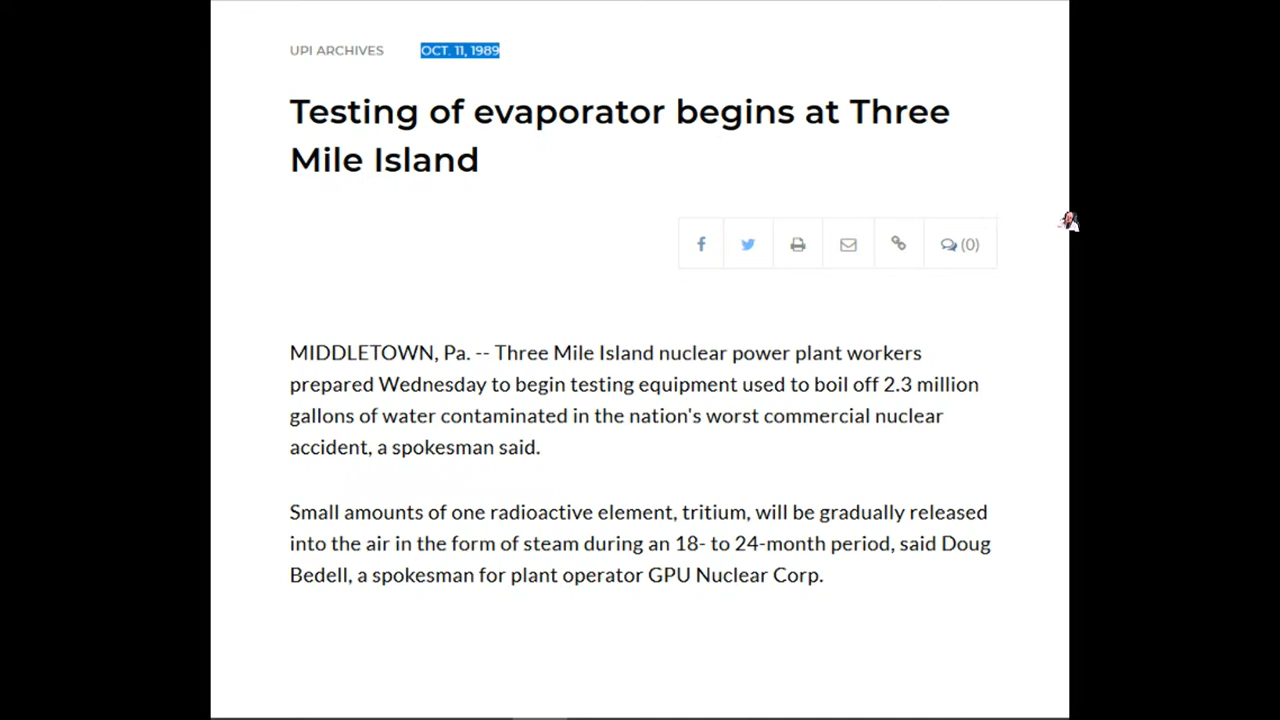 UPI ARCHIVES OCT. 11, 1989
Testing of evaporator begins at Three
Mile Island
(0)
MIDDLETOWN, Pa. -- Three Mile Island nuclear power plant workers
prepared Wednesday to begin testing equipment used to boil off 2.3 million
gallons of water contaminated in the nation's worst commercial nuclear
accident, a spokesman said.
Small amounts of one radioactive element, tritium, will be gradually released
into the air in the form of steam during an 18- to 24-month period, said Doug
Bedell, a spokesman for plant operator GPU Nuclear Corp.